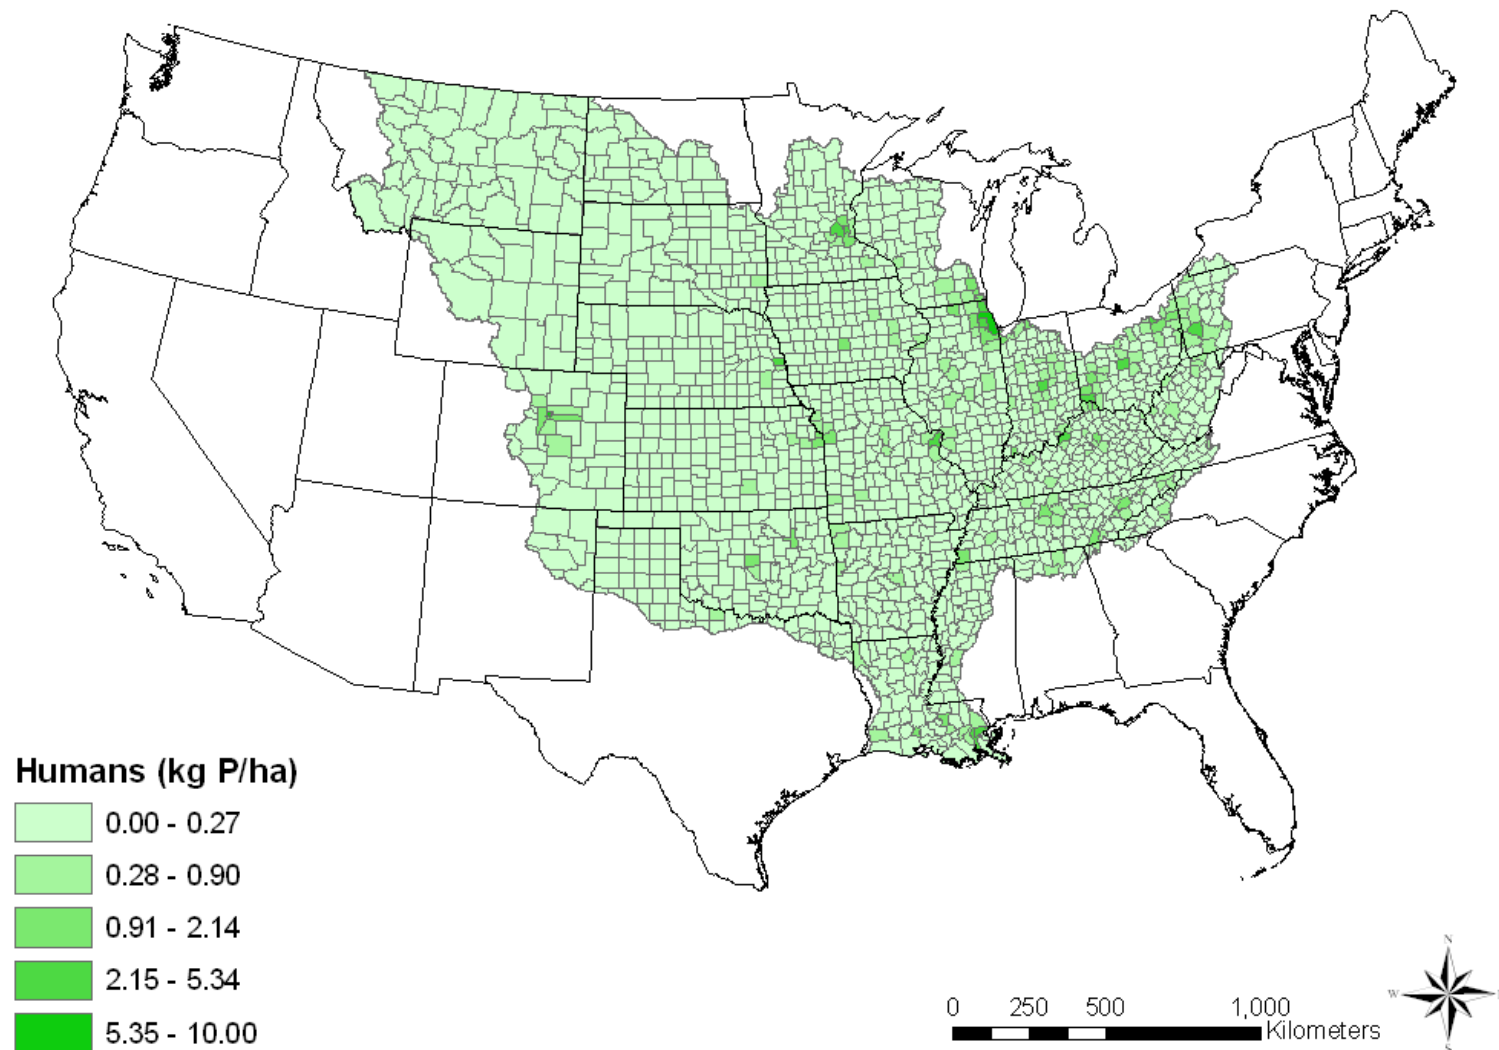 Humans (kg P/ha)
0.00 - 0.27
0.28 - 0.90
0.91 - 2.14
2.15 - 5.34
5.35 - 10.00
0 250 500 1,000
Kilometers
N
W
S